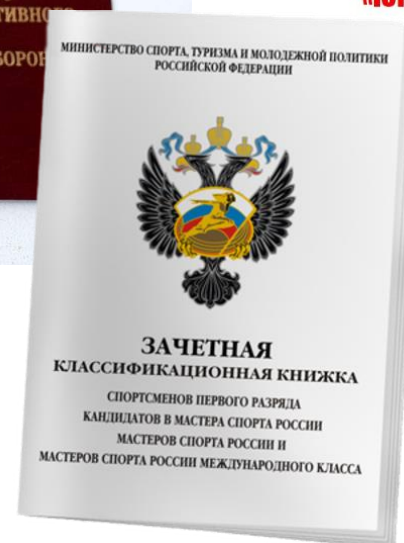 МИНИСТЕРСТВО СПОРТА, ТУРИЗМА И МОЛОДЕЖНОЙ ПОЛИТИКИ
РОССИЙСКОЙ ФЕДЕРАЦИИ
ЗАЧЕТНАЯ
КЛАССИФИКАЦИОННАЯ КНИЖКА
СПОРТСМЕНОВ ПЕРВОГО РАЗРЯДА
КАНДИДАТОВ В МАСТЕРА СПОРТА РОССИИ
МАСТЕРОВ СПОРТА РОССИИ И
МАСТЕРОВ СПОРТА РОССИИ МЕЖДУНАРОДНОГО КЛАССА